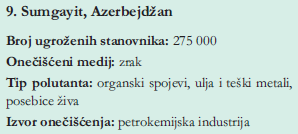 9. Sumgayit, Azerbejdžan
Broj ugroženih stanovnika: 275 000
Onečišćeni medij: zrak
Tip polutanta: organski spojevi, ulja i teški metali,
posebice živa
Izvor onečišćenja: petrokemijska industrija